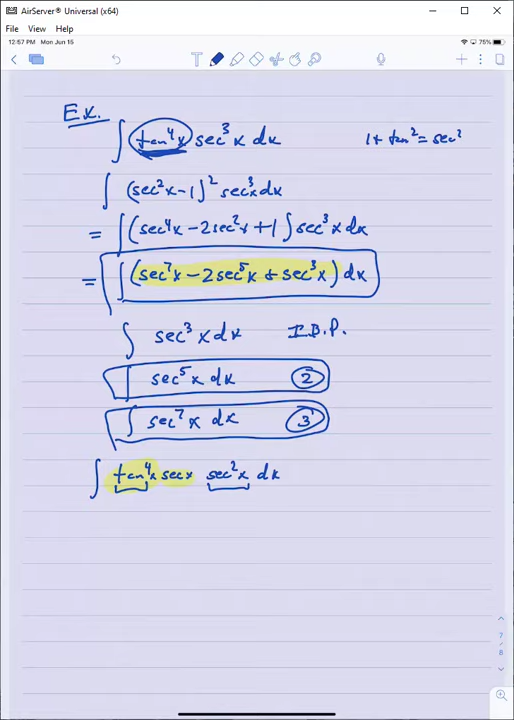 AirServer® Universal (x64)
File View Help
12:57 PM Mon Jun 15 75%
Ex.
∫ tan⁴x sec³x dx 1+ tan² = sec²
∫ (sec²x − 1)² sec³x dx
= ∫ (sec⁴x − 2sec²x + 1) sec³x dx
= ∫ (sec⁷x − 2sec⁵x + sec³x) dx
∫ sec³x dx I.B.P.
∫ sec⁵x dx 2
∫ sec⁷x dx 3
∫ tan⁴x secx sec²x dx
7
/
8